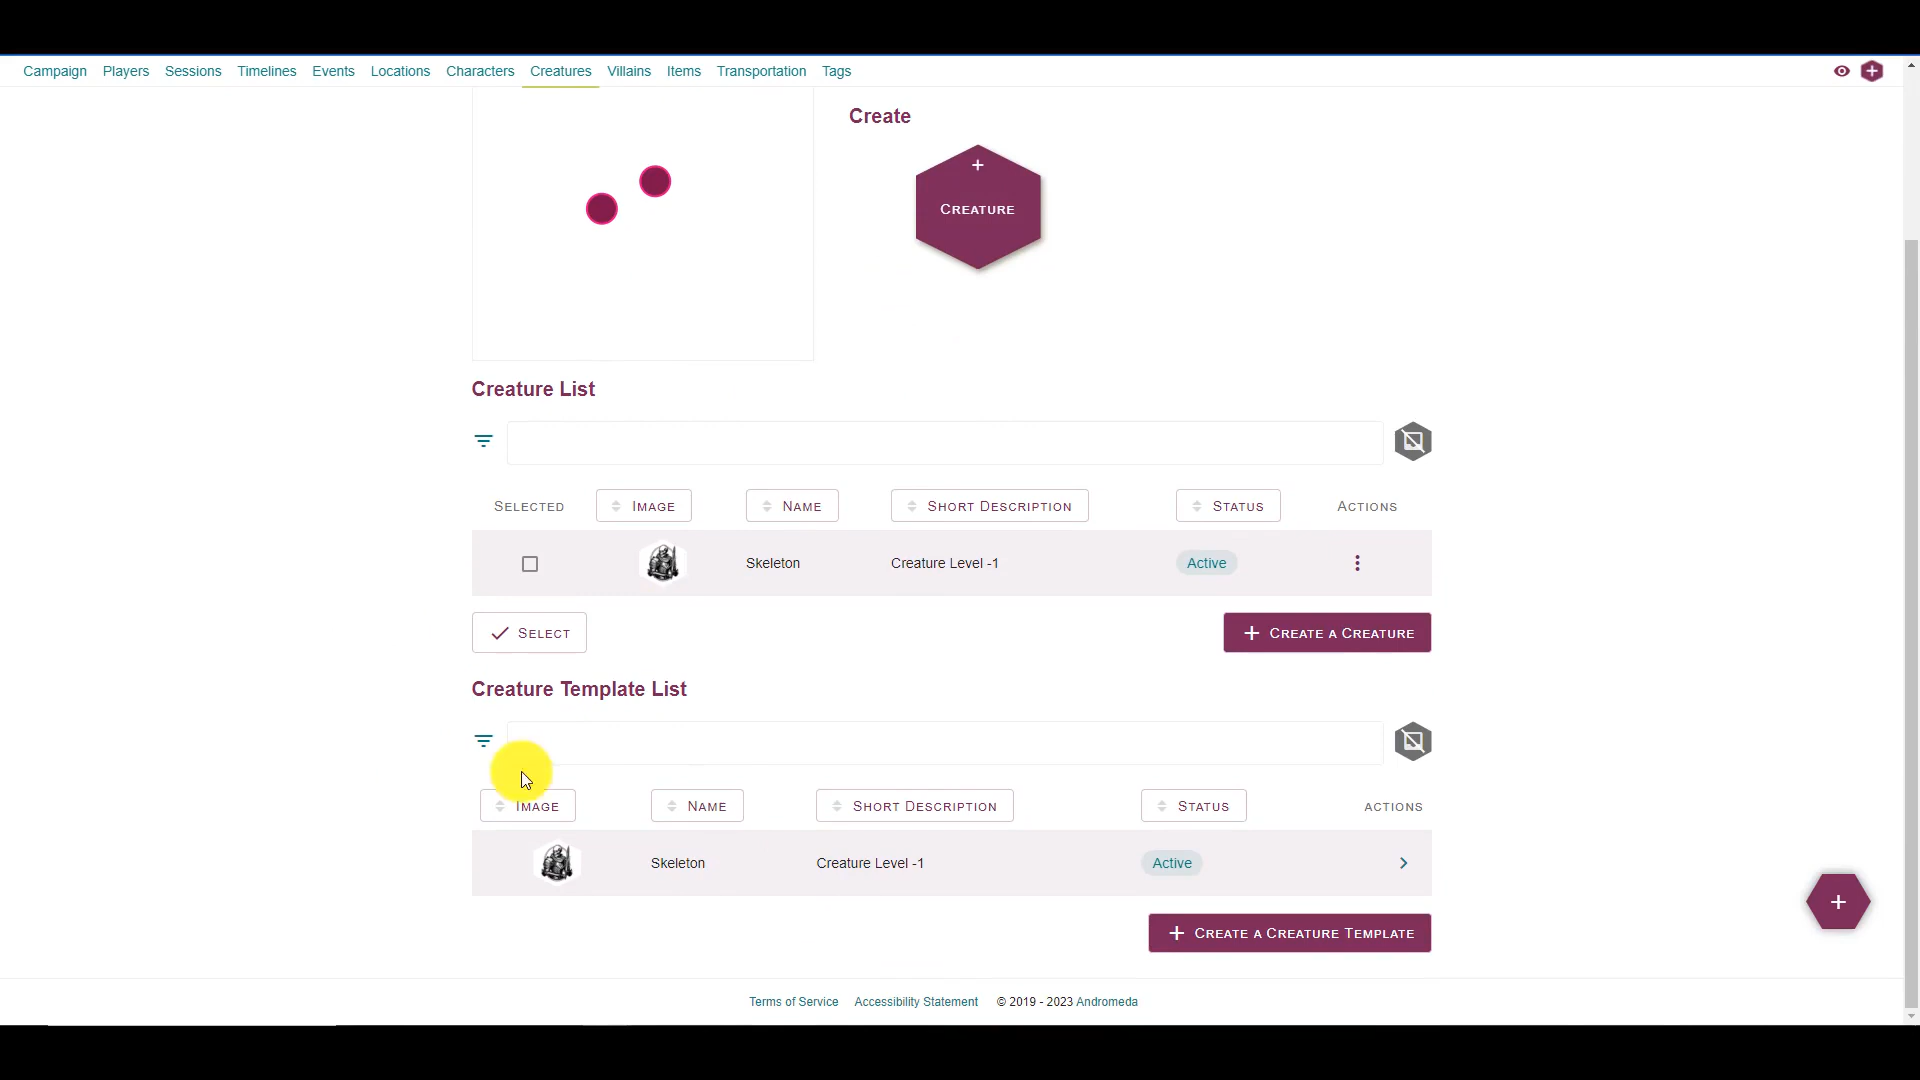 Campaign Players Sessions Timelines Events Locations Characters Creatures Villains Items Transportation Tags
Create
CREATURE
Creature List
SELECTED IMAGE NAME SHORT DESCRIPTION STATUS ACTIONS
Skeleton Creature Level -1 Active
SELECT
CREATE A CREATURE
Creature Template List
IMAGE NAME SHORT DESCRIPTION STATUS ACTIONS
Skeleton Creature Level -1 Active
CREATE A CREATURE TEMPLATE
Terms of Service Accessibility Statement © 2019 - 2023 Andromeda